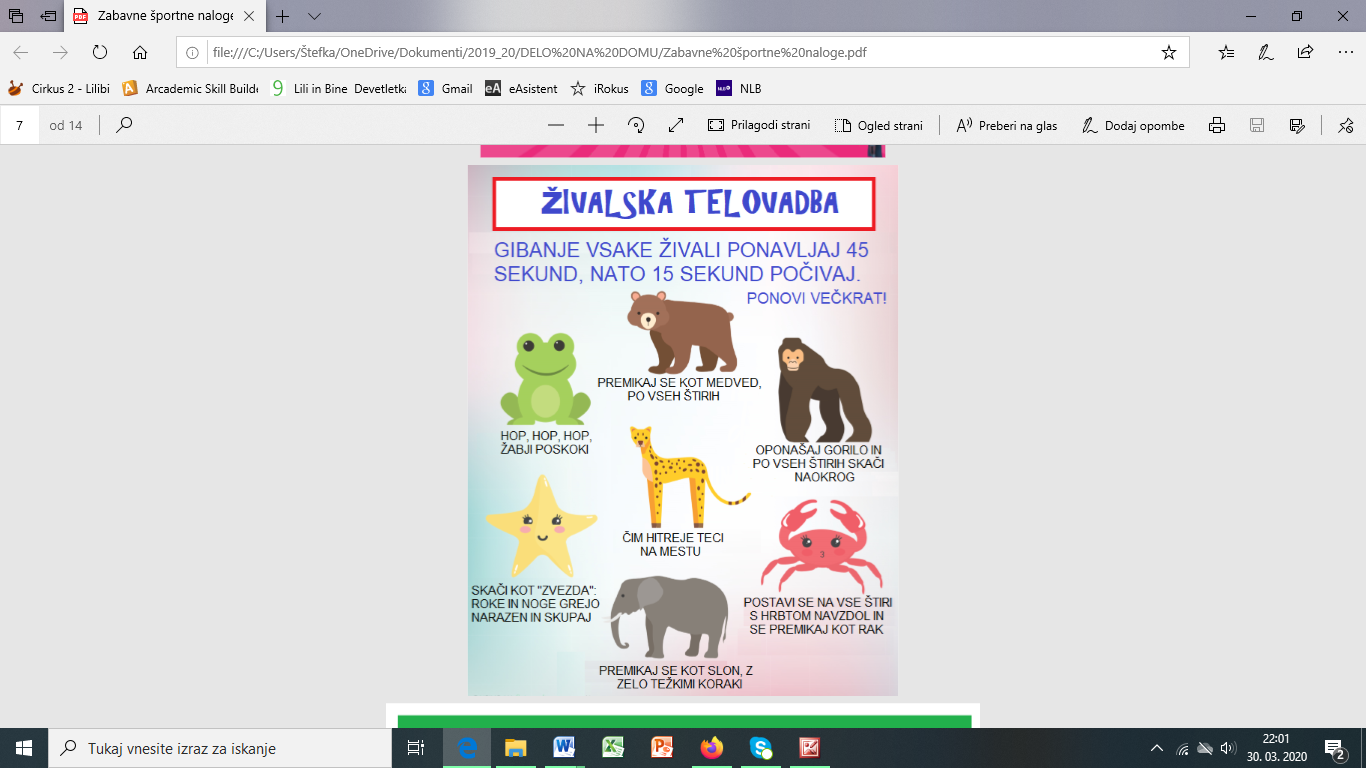 Zabavne športne naloge
file:///C:/Users/Štefka/OneDrive/Dokumenti/2019_20/DELO%20NA%20DOMU/Zabavne%20športne%20naloge.pdf
Cirkus 2 - Lilibi
Arcademic Skill Builde
Lili in Bine Devetletka
Gmail
eAsistent
iRokus
Google
NLB
7 od 14
Prilagodi strani
Ogled strani
Preberi na glas
Dodaj opombe
ŽIVALSKA TELOVADBA
GIBANJE VSAKE ŽIVALI PONAVLJAJ 45
SEKUND, NATO 15 SEKUND POČIVAJ.
PONOVI VEČKRAT!
PREMIKAJ SE KOT MEDVED,
PO VSEH ŠTIRIH
HOP, HOP, HOP,
ŽABJI POSKOKI
OPONAŠAJ GORILO IN
PO VSEH ŠTIRIH SKAČI
NAOKROG
ČIM HITREJE TECI
NA MESTU
SKAČI KOT "ZVEZDA":
ROKE IN NOGE GREJO
NARAZEN IN SKUPAJ
POSTAVI SE NA VSE ŠTIRI
S HRBTOM NAVZDOL IN
SE PREMIKAJ KOT RAK
PREMIKAJ SE KOT SLON, Z
ZELO TEŽKIMI KORAKI
Tukaj vnesite izraz za iskanje
22:01
30. 03. 2020
2